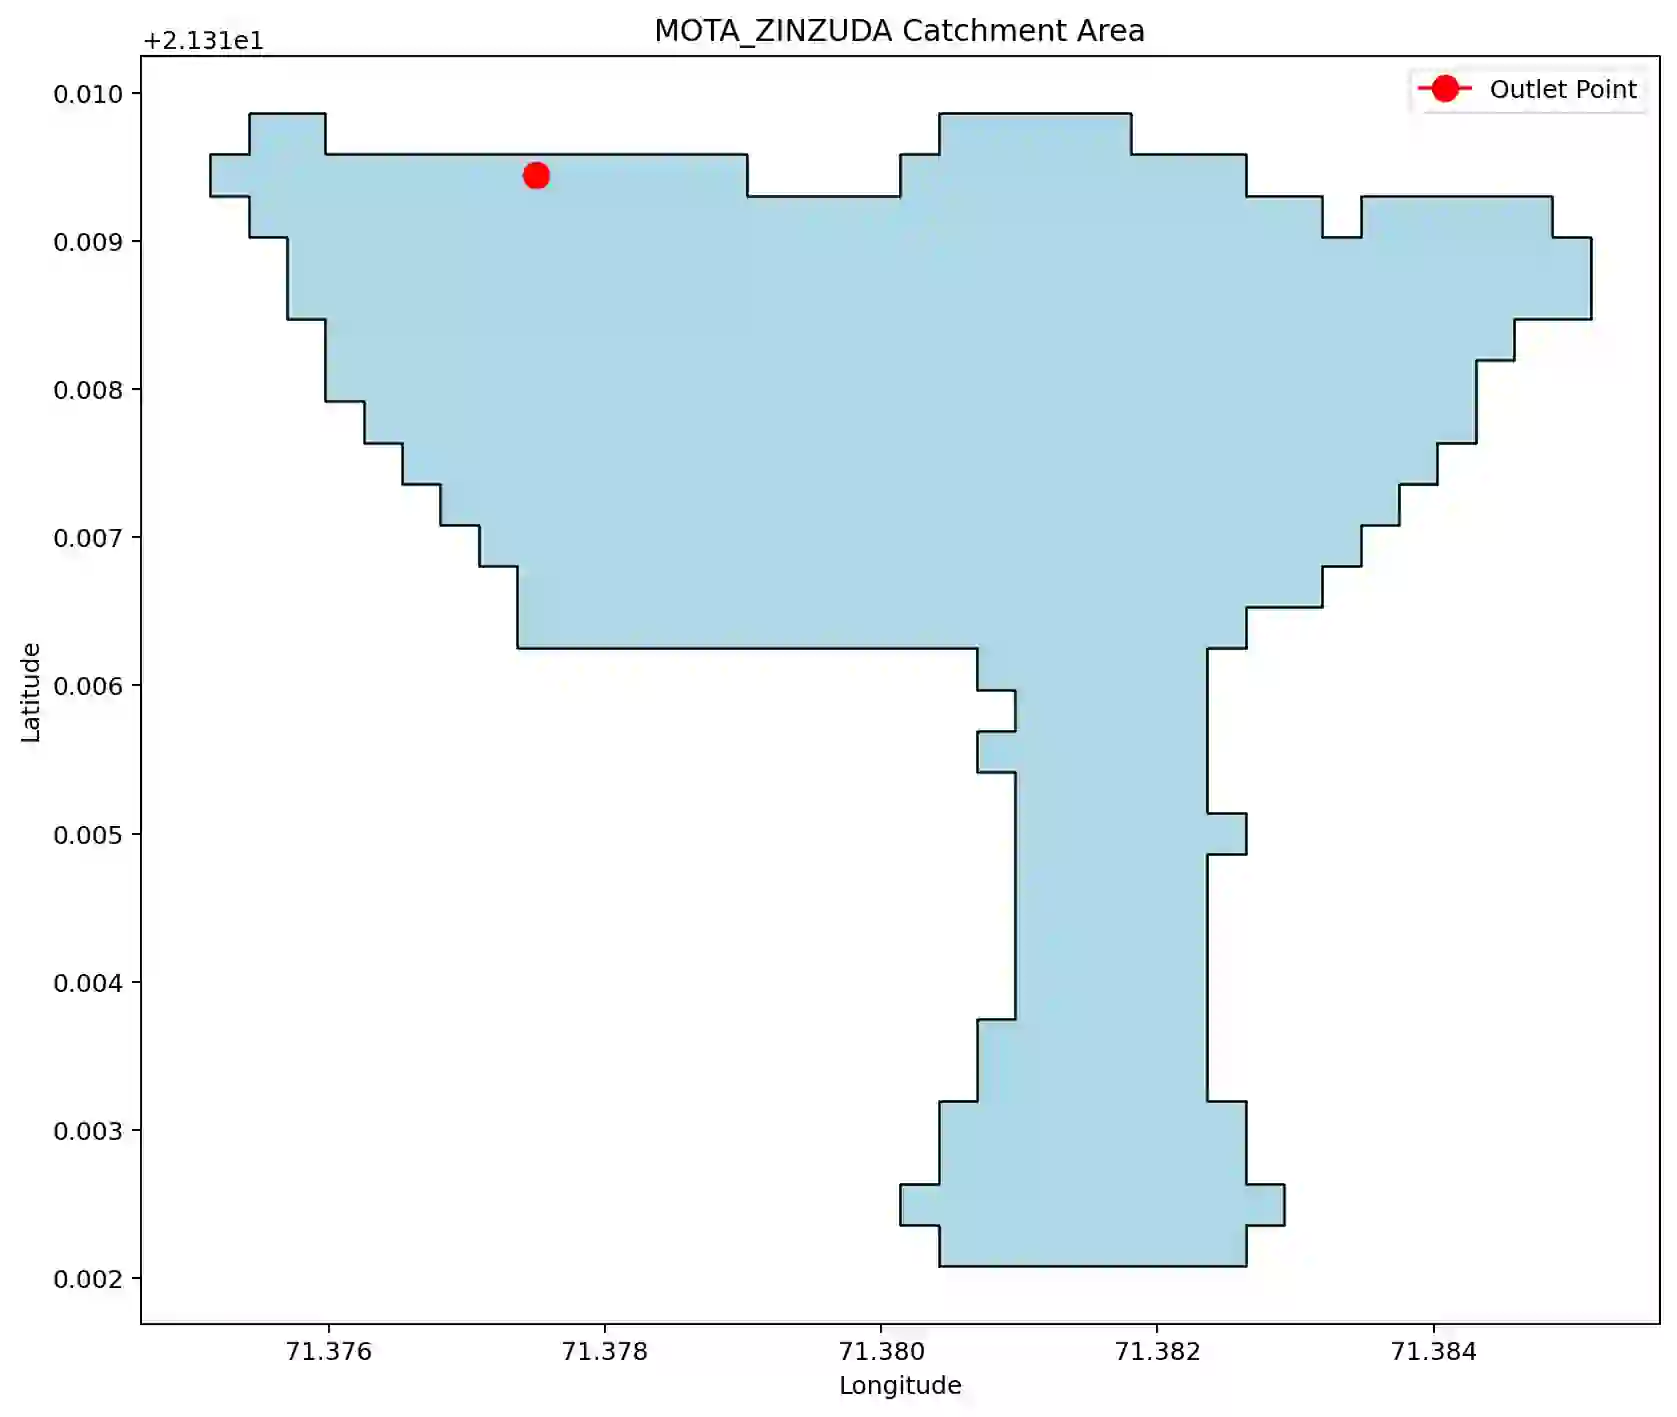 MOTA_ZINZUDA Catchment Area
+2.131e1
Outlet Point
0.010
0.009
0.008
0.007
0.006
0.005
0.004
0.003
0.002
Latitude
71.376 71.378 71.380 71.382 71.384
Longitude